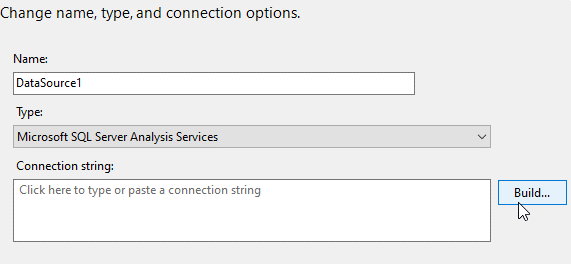 Change name, type, and connection options.
Name:
DataSource1
Type:
Microsoft SQL Server Analysis Services
Connection string:
Click here to type or paste a connection string
Build...